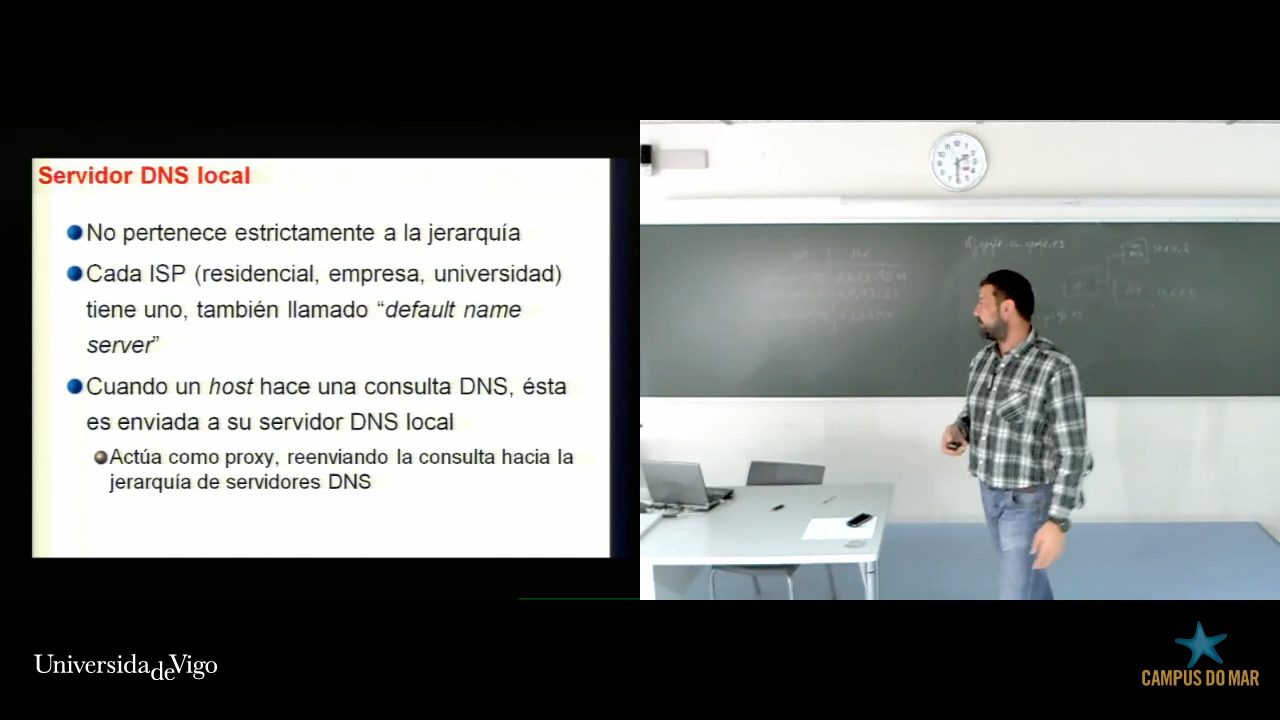 Servidor DNS local
No pertenece estrictamente a la jerarquía
Cada ISP (residencial, empresa, universidad)
tiene uno, también llamado “default name
server”
Cuando un host hace una consulta DNS, ésta
es enviada a su servidor DNS local
Actúa como proxy, reenviando la consulta hacia la
jerarquía de servidores DNS
Universidade de Vigo
CAMPUS DO MAR